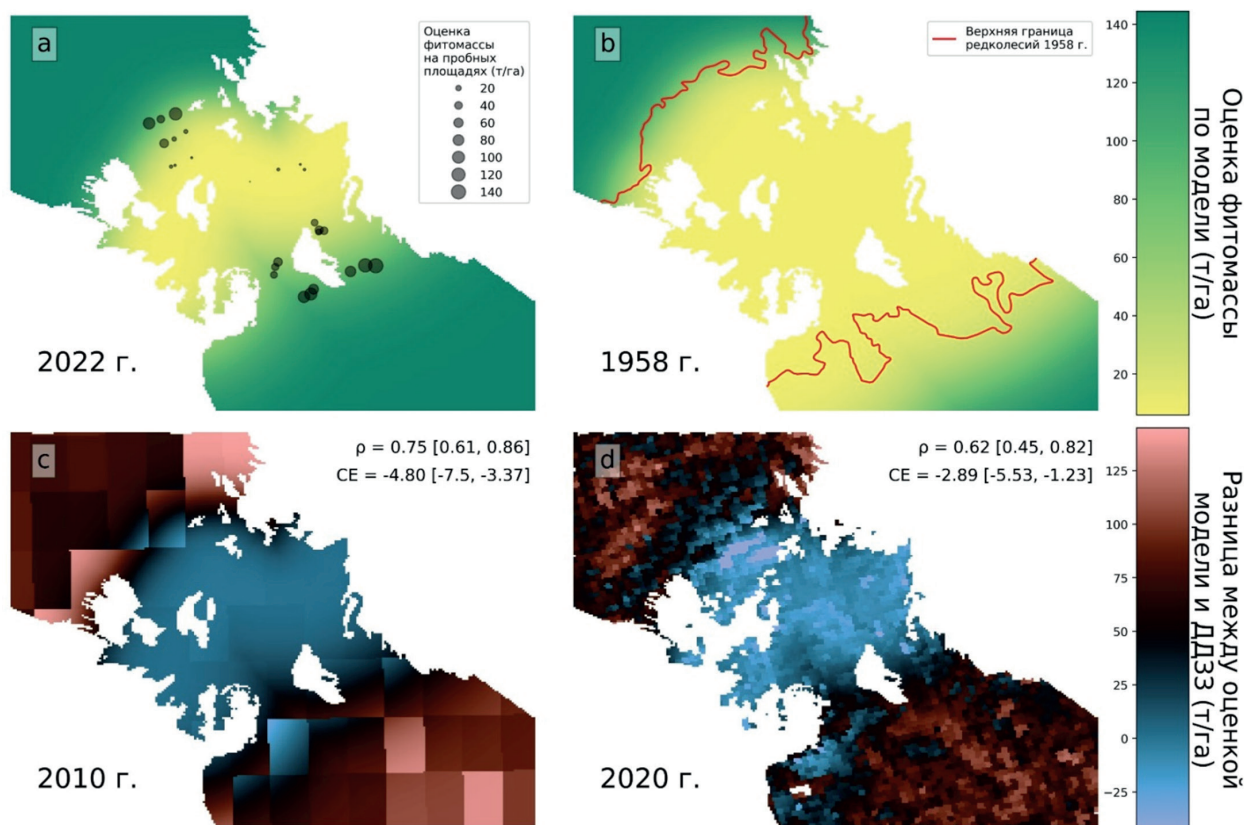 a
Оценка
фитомассы
на пробных
площадях (т/га)
20
40
60
80
100
120
140
2022 г.
b
Верхняя граница
редколесий 1958 г.
1958 г.
140
120
100
80
60
40
20
Оценка фитомассы
по модели (т/га)
c
ρ = 0.75 [0.61, 0.86]
CE = -4.80 [-7.5, -3.37]
2010 г.
d
ρ = 0.62 [0.45, 0.82]
CE = -2.89 [-5.53, -1.23]
2020 г.
125
100
75
50
25
0
−25
Разница между оценкой
модели и ДДЗЗ (т/га)